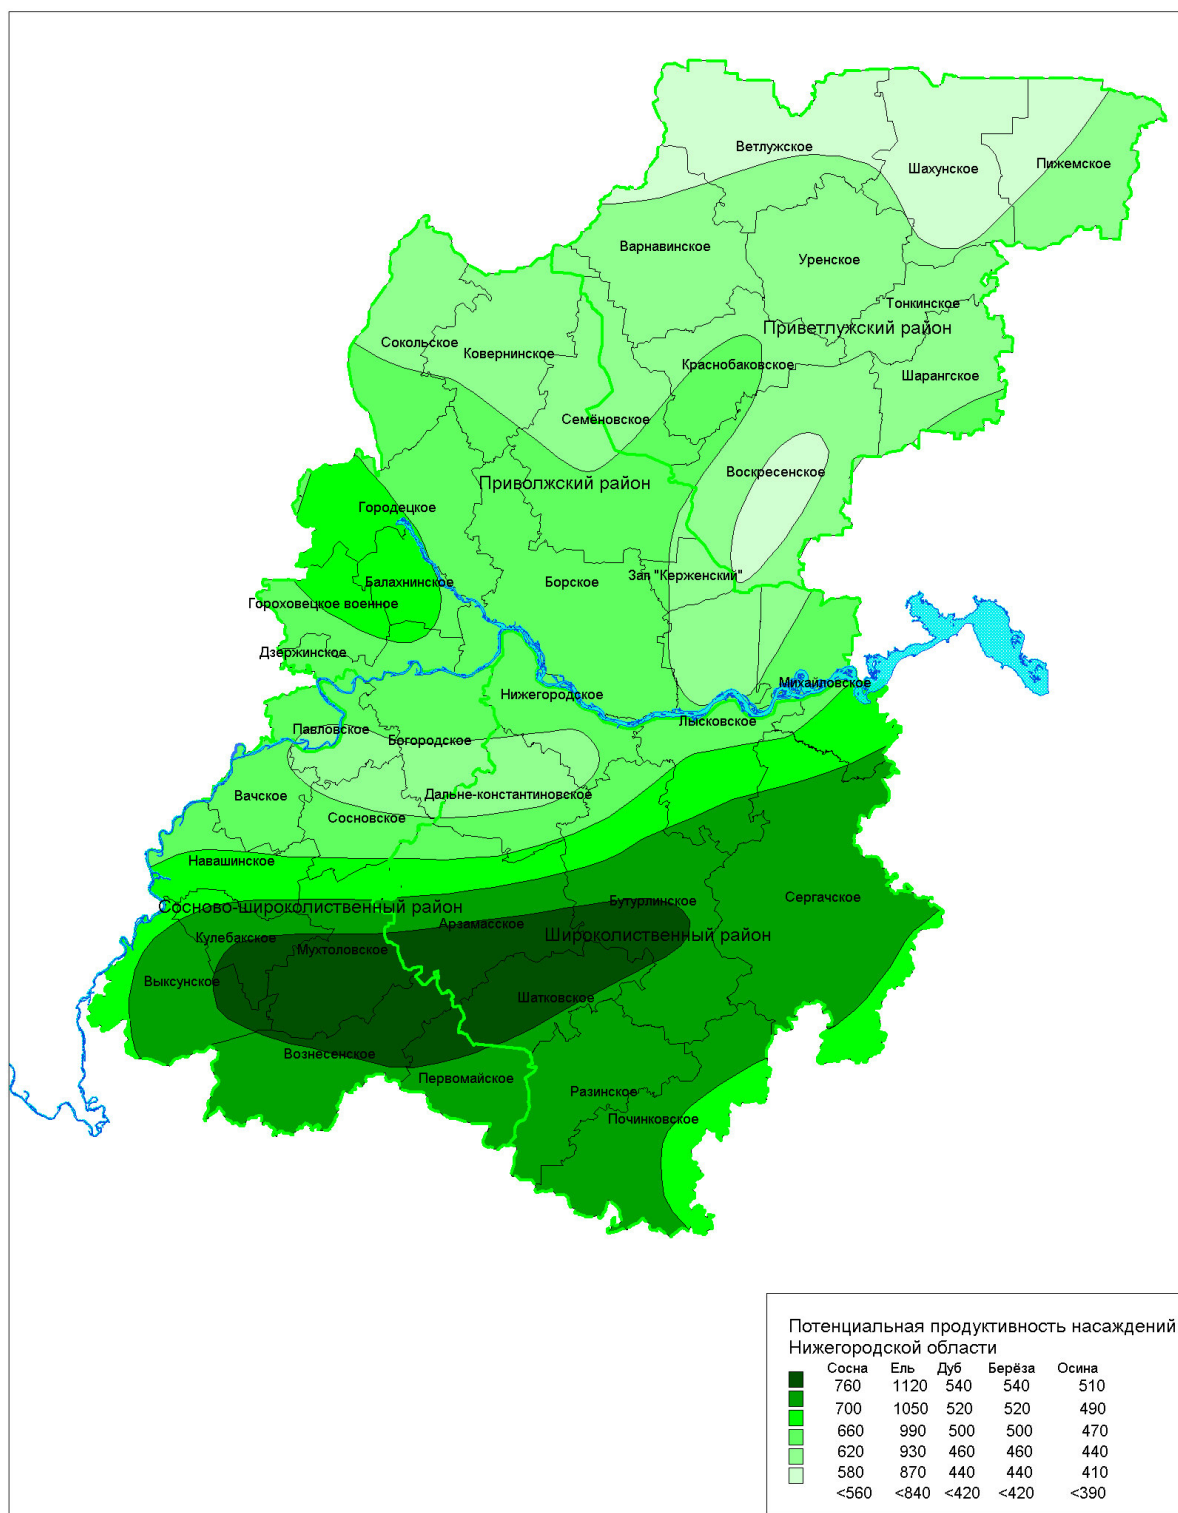 Ветлужское
Шахунское
Пижемское
Варнавинское
Уренское
Тонкинское
Приветлужский район
Сокольское
Ковернинское
Краснобаковское
Шарангское
Семёновское
Воскресенское
Приволжский район
Городецкое
Балахнинское
Борское
Зап "Керженский"
Гороховецкое военное
Дзержинское
Михайловское
Нижегородское
Лысковское
Павловское
Богородское
Вачское
Дальне-константиновское
Сосновское
Навашинское
Сергачское
Бутурлинское
Сосново-широколиственный район
Арзамасское
Широколиственный район
Кулебакское
Мухтоловское
Выксунское
Шатковское
Вознесенское
Первомайское
Разинское
Починковское
Потенциальная продуктивность насаждений
Нижегородской области
Сосна Ель Дуб Берёза Осина
760 1120 540 540 510
700 1050 520 520 490
660 990 500 500 470
620 930 460 460 440
580 870 440 440 410
<560 <840 <420 <420 <390